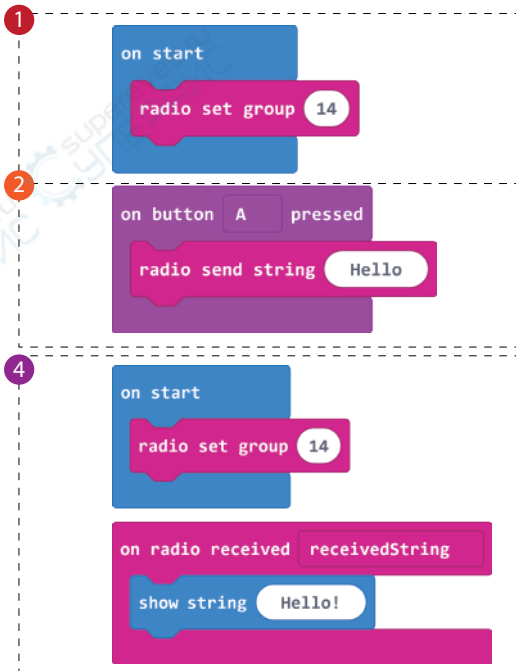 1
on start
radio set group 14
2
on button A pressed
radio send string Hello
4
on start
radio set group 14
on radio received receivedString
show string Hello!